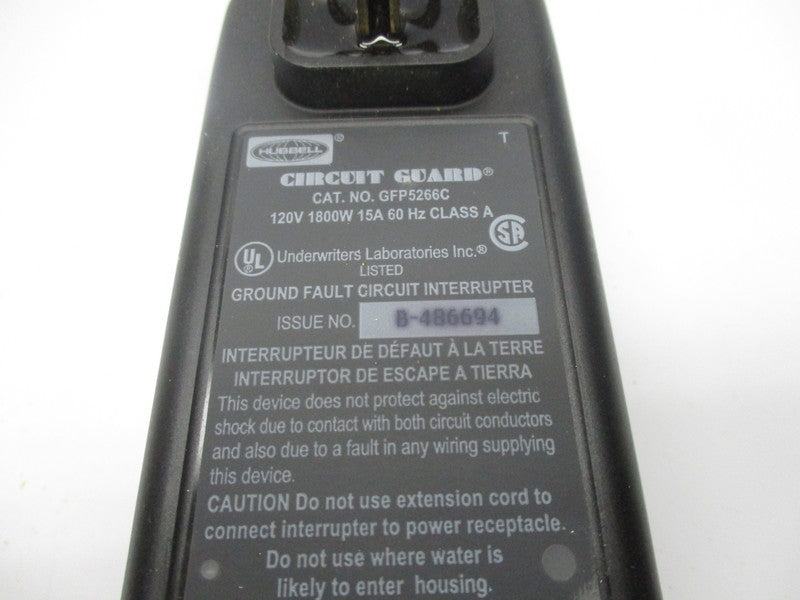 HUBBELL ®
T
CIRCUIT GUARD®
CAT. NO. GFP5266C
120V 1800W 15A 60 Hz CLASS A
SA
UL ® Underwriters Laboratories Inc.®
LISTED
GROUND FAULT CIRCUIT INTERRUPTER
ISSUE NO. B-486694
INTERRUPTEUR DE DÉFAUT À LA TERRE
INTERRUPTOR DE ESCAPE A TIERRA
This device does not protect against electric
shock due to contact with both circuit conductors
and also due to a fault in any wiring supplying
this device.
CAUTION Do not use extension cord to
connect interrupter to power receptacle.
Do not use where water is
likely to enter housing.